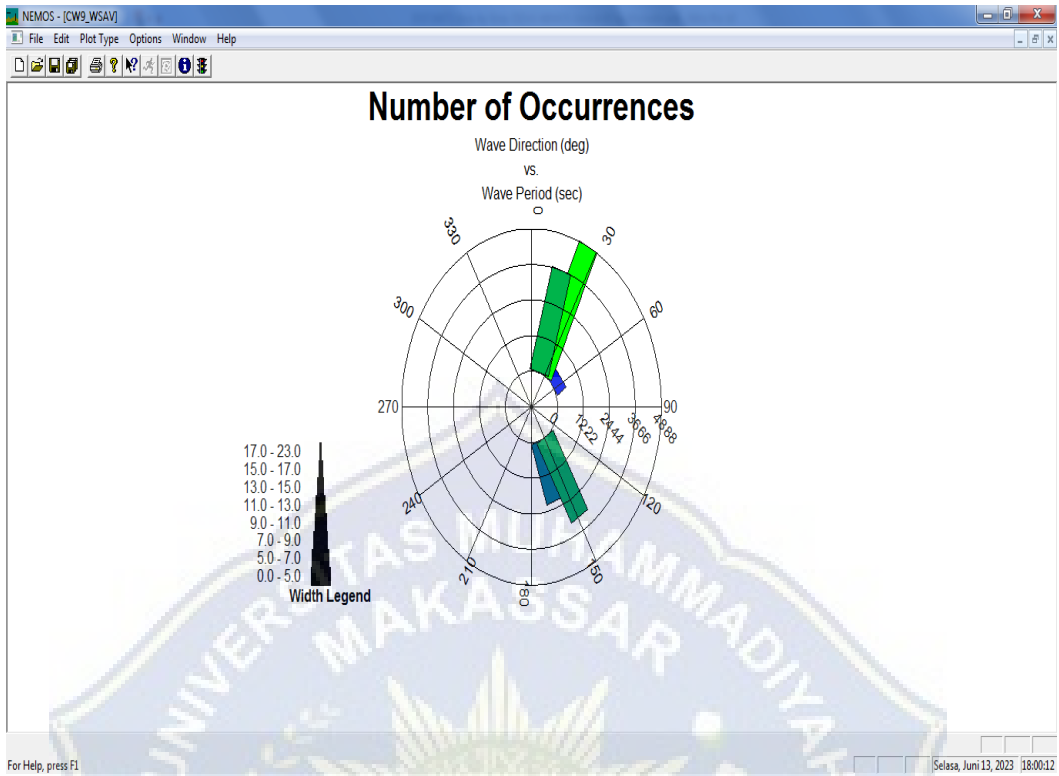 NEMOS - [CW9_WSAV]
File Edit Plot Type Options Window Help
Number of Occurrences
Wave Direction (deg)
vs.
Wave Period (sec)
0
30
60
90
120
150
180
210
240
270
300
330
0 1222 2444 3666 4888
17.0 - 23.0
15.0 - 17.0
13.0 - 15.0
11.0 - 13.0
9.0 - 11.0
7.0 - 9.0
5.0 - 7.0
0.0 - 5.0
Width Legend
UNIVERSITAS MUHAMMADIYAH
MAKASSAR
For Help, press F1
Selasa, Juni 13, 2023 18:00:12